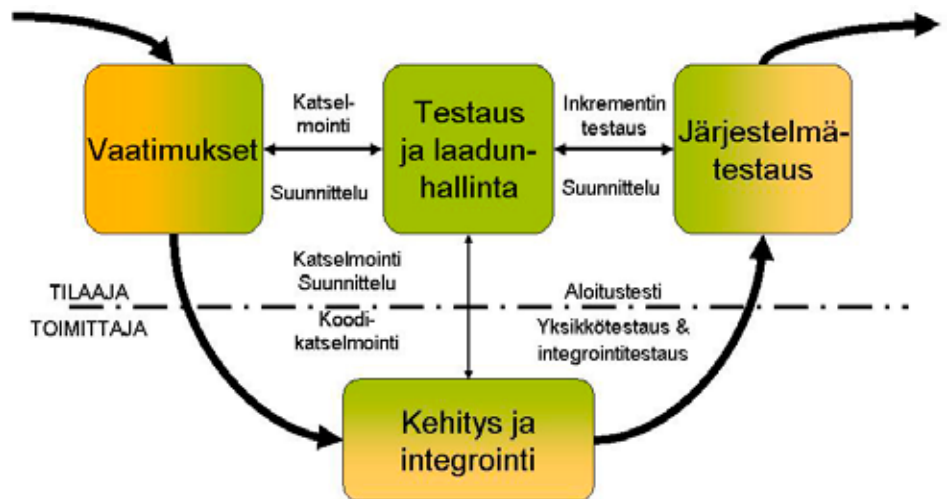 Vaatimukset
Katsel-
mointi
Suunnittelu
Testaus
ja laadun-
hallinta
Inkrementin
testaus
Suunnittelu
Järjestelmä-
testaus
Katselmointi
Suunnittelu
TILAAJA
Aloitustesti
TOIMITTAJA
Koodi-
katselmointi
Yksikkötestaus &
integrointitestaus
Kehitys ja
integrointi